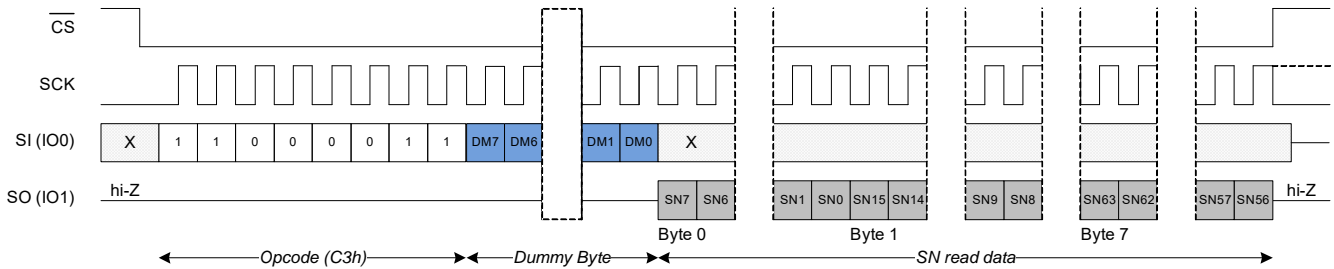 CS
SCK
SI (IO0) X 1 1 0 0 0 0 1 1 DM7 DM6 DM1 DM0 X
SO (IO1) hi-Z SN7 SN6 SN1 SN0 SN15 SN14 SN9 SN8 SN63 SN62 SN57 SN56 hi-Z
Byte 0 Byte 1 Byte 7
Opcode (C3h) Dummy Byte SN read data